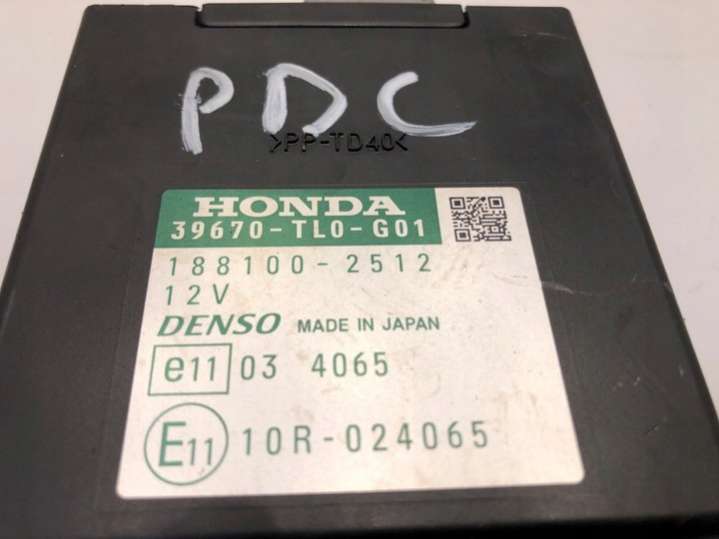 PDC
>PP-TD40<
HONDA
39670-TL0-G01
188100-2512
12V
DENSO MADE IN JAPAN
e11 03 4065
E11 10R-024065